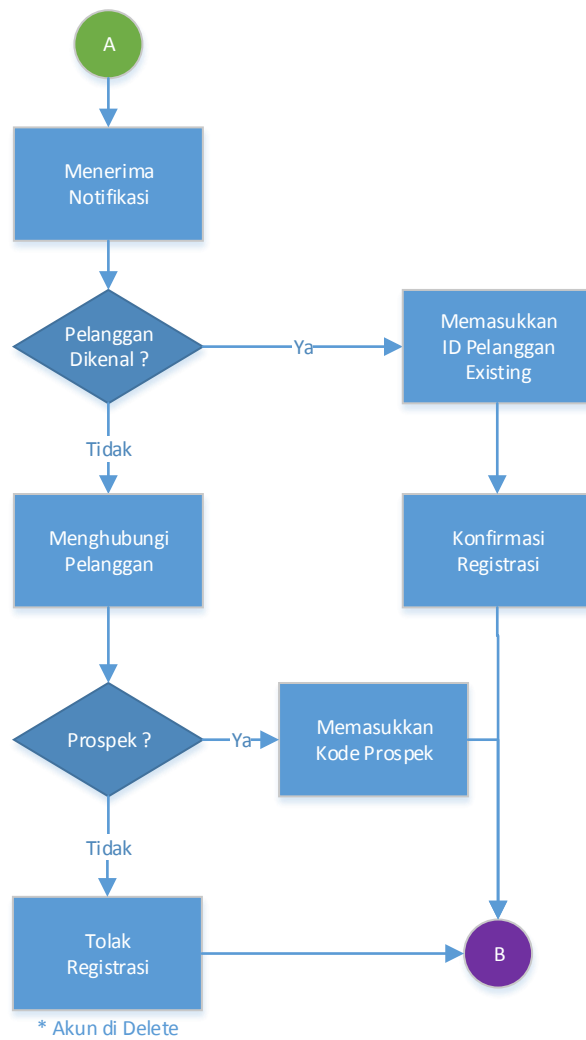 A
Menerima
Notifikasi
Pelanggan
Dikenal ?
Ya
Memasukkan
ID Pelanggan
Existing
Tidak
Menghubungi
Pelanggan
Konfirmasi
Registrasi
Prospek ?
Ya
Memasukkan
Kode Prospek
Tidak
Tolak
Registrasi
B
* Akun di Delete